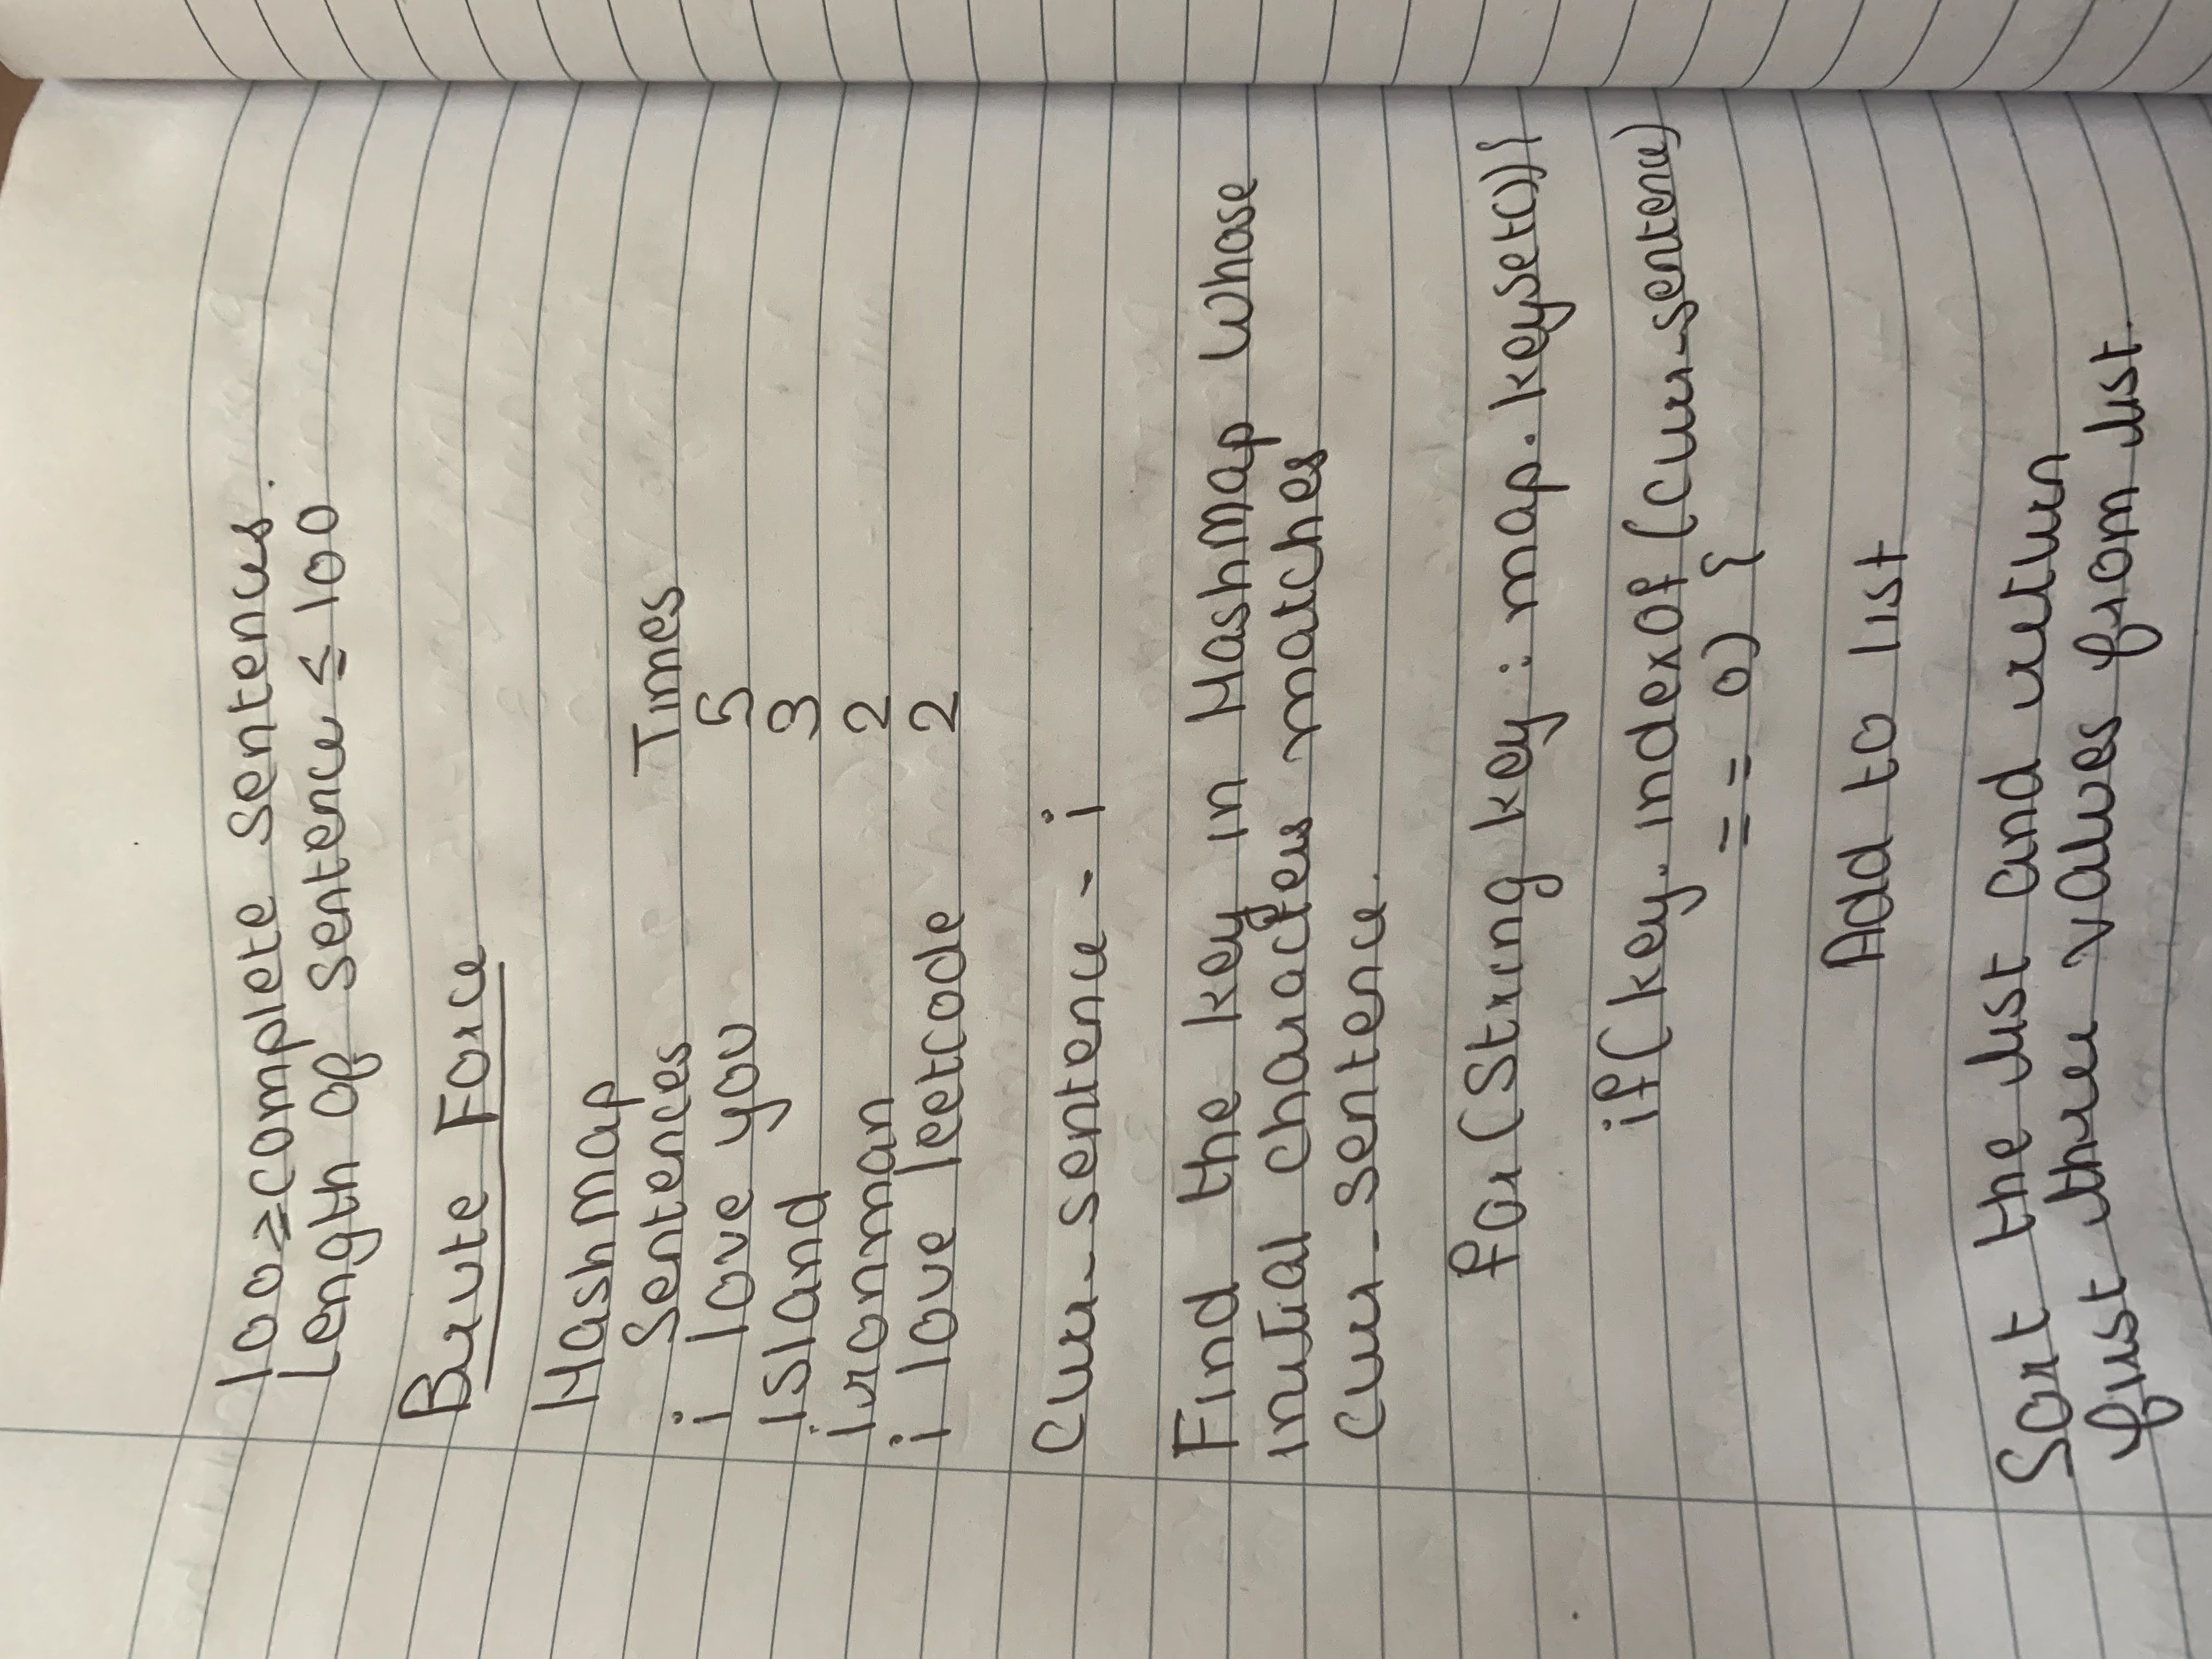 100≥complete sentences.
Length of sentence ≤ 100
Brute Force
HashMap
Sentences Times
i love you 5
island 3
ironman 2
i love leetcode 2
Curr_sentence - i
Find the key in HashMap whose
initial characters matches
curr_sentence.
for(String key : map.keyset()){
if(key.indexOf(curr_sentence)
== 0) {
Add to list
Sort the list and return
first three values from list.